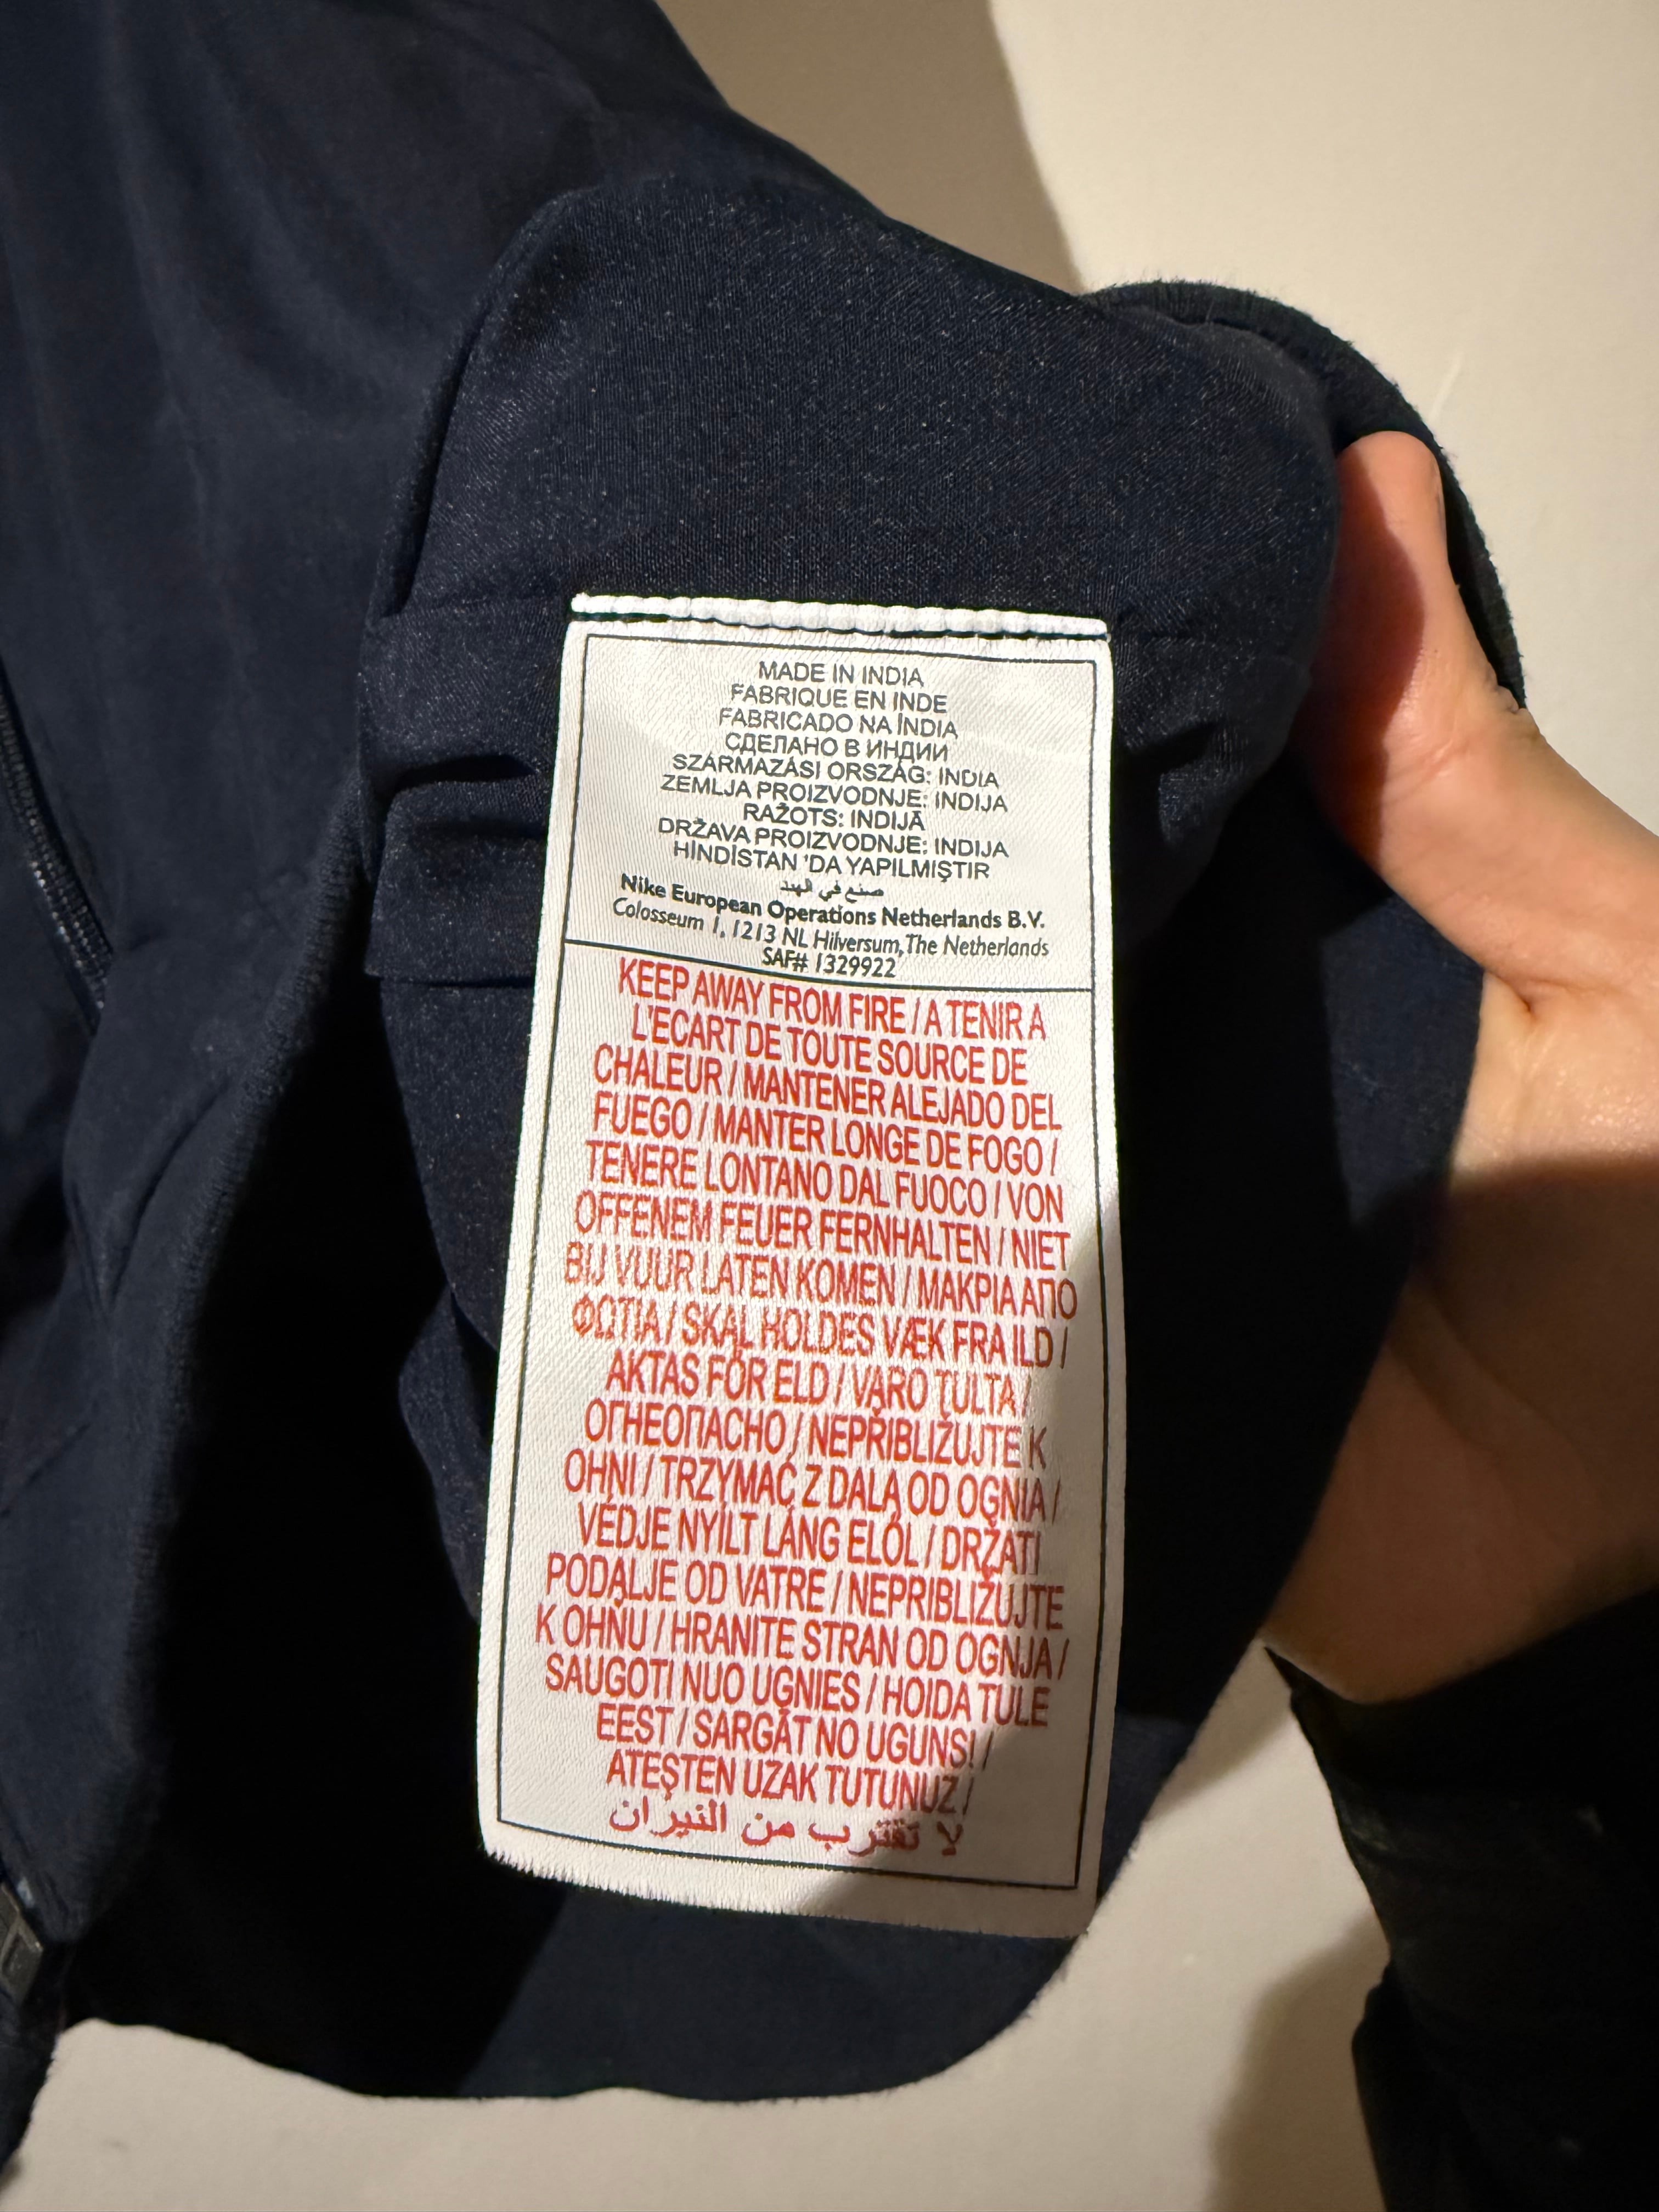 MADE IN INDIA
FABRIQUE EN INDE
FABRICADO NA ÍNDIA
СДЕЛАНО В ИНДИИ
SZÁRMAZÁSI ORSZÁG: INDIA
ZEMLJA PROIZVODNJE: INDIJA
RAŽOTS: INDIJĀ
DRŽAVA PROIZVODNJE: INDIJA
HİNDİSTAN 'DA YAPILMIŞTIR
صنع في الهند
Nike European Operations Netherlands B.V.
Colosseum 1, 1213 NL Hilversum, The Netherlands
SAF# 1329922
KEEP AWAY FROM FIRE / A TENIR A
L'ECART DE TOUTE SOURCE DE
CHALEUR / MANTENER ALEJADO DEL
FUEGO / MANTER LONGE DE FOGO /
TENERE LONTANO DAL FUOCO / VON
OFFENEM FEUER FERNHALTEN / NIET
BIJ VUUR LATEN KOMEN / ΜΑΚΡΙΑ ΑΠΟ
ΦΩΤΙΑ / SKAL HOLDES VÆK FRA ILD /
AKTAS FÖR ELD / VARO TULTA /
ОГНЕОПАСНО / NEPŘIBLIŽUJTE K
OHNI / TRZYMAĆ Z DALA OD OGNIA /
VÉDJE NYÍLT LÁNG ELŐL / DRŽATI
PODALJE OD VATRE / NEPRIBLIŽUJTE
K OHŇU / HRANITE STRAN OD OGNJA /
SAUGOTI NUO UGNIES / HOIDA TULE
EEST / SARGĀT NO UGUNS! /
ATEŞTEN UZAK TUTUNUZ /
لا تقترب من النيران